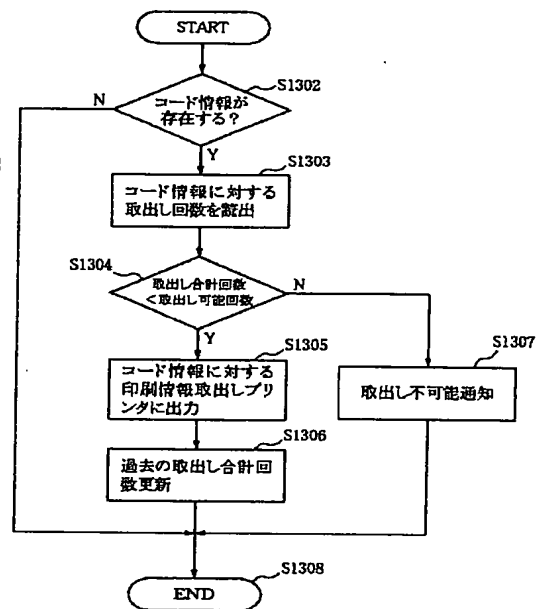 START
S1302
N
コード情報が
存在する?
Y
S1303
コード情報に対する
取出し回数を読出
S1304
取出し合計回数
<取出し可能回数
N
Y
S1305
コード情報に対する
印刷情報取出しプリ
ンタに出力
S1307
取出し不可能通知
S1306
過去の取出し合計回
数更新
S1308
END